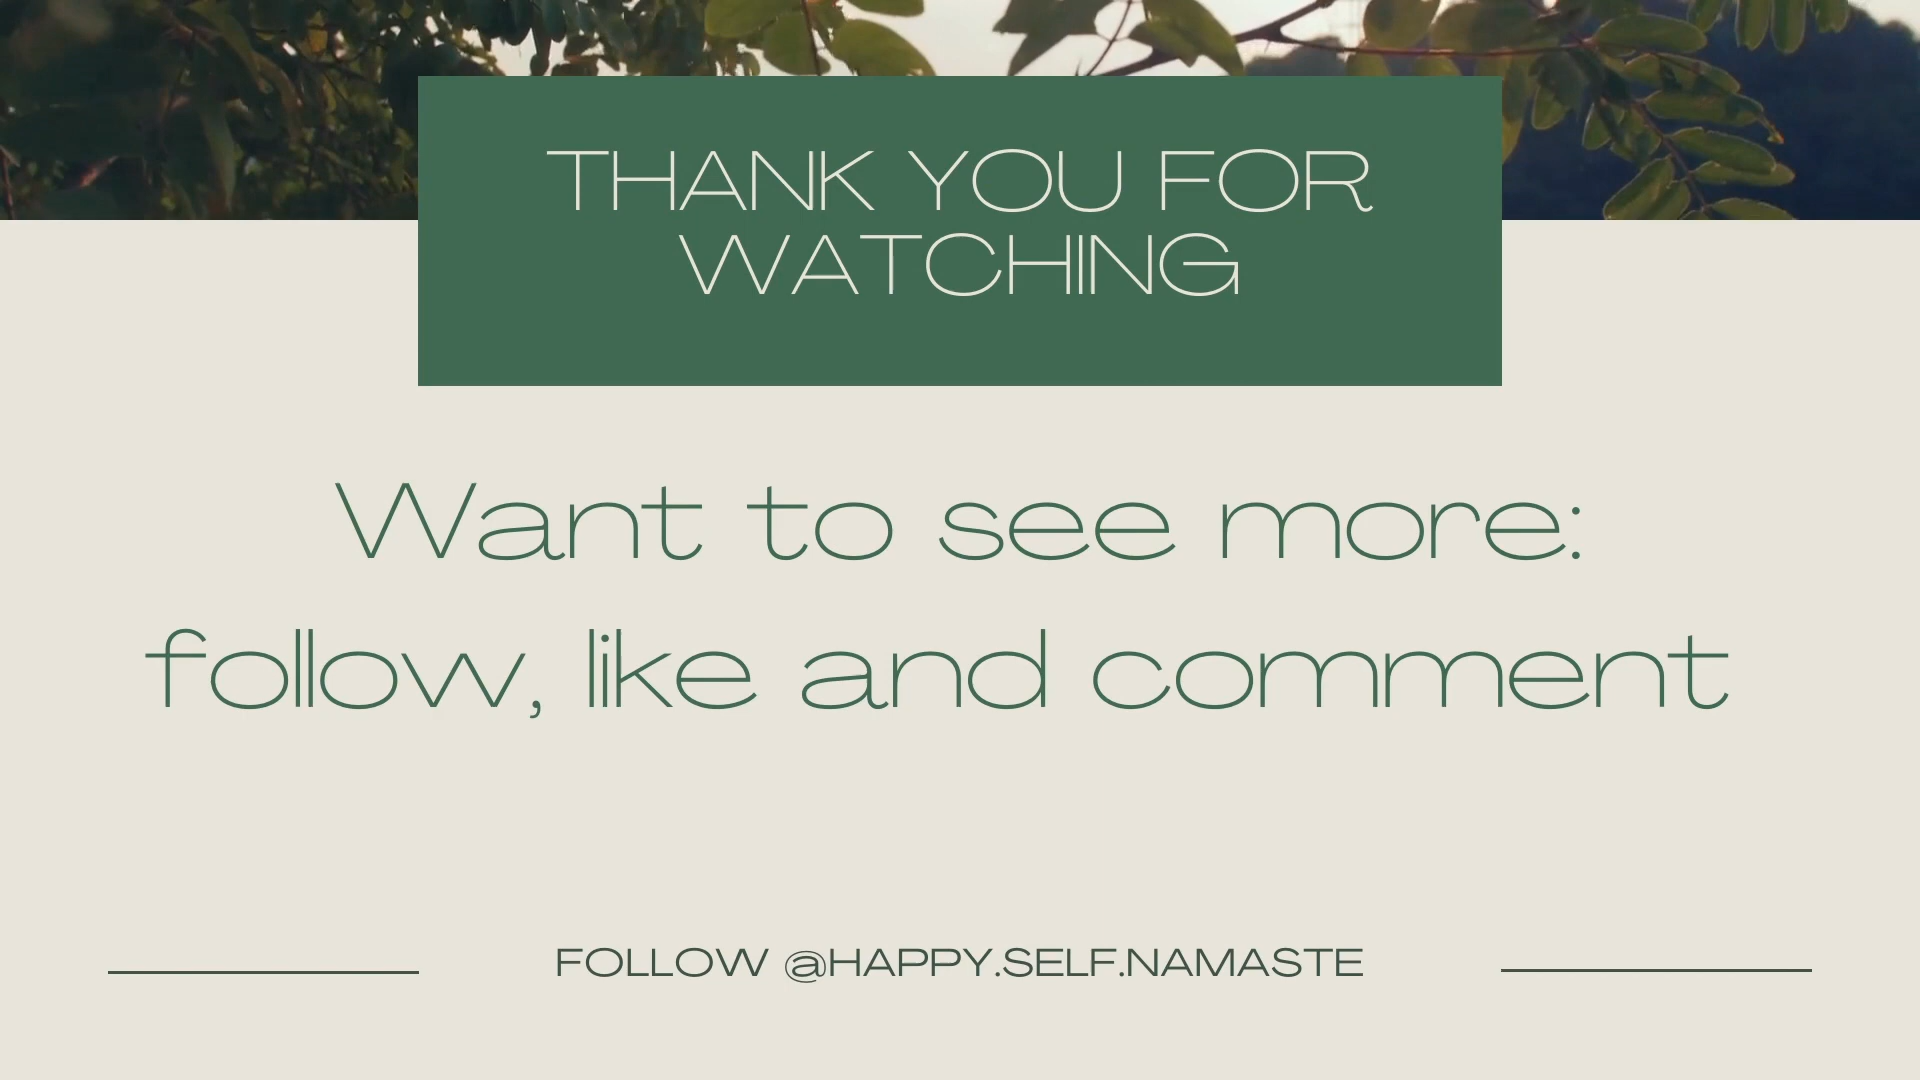 THANK YOU FOR
WATCHING
Want to see more:
follow, like and comment
FOLLOW @HAPPY.SELF.NAMASTE